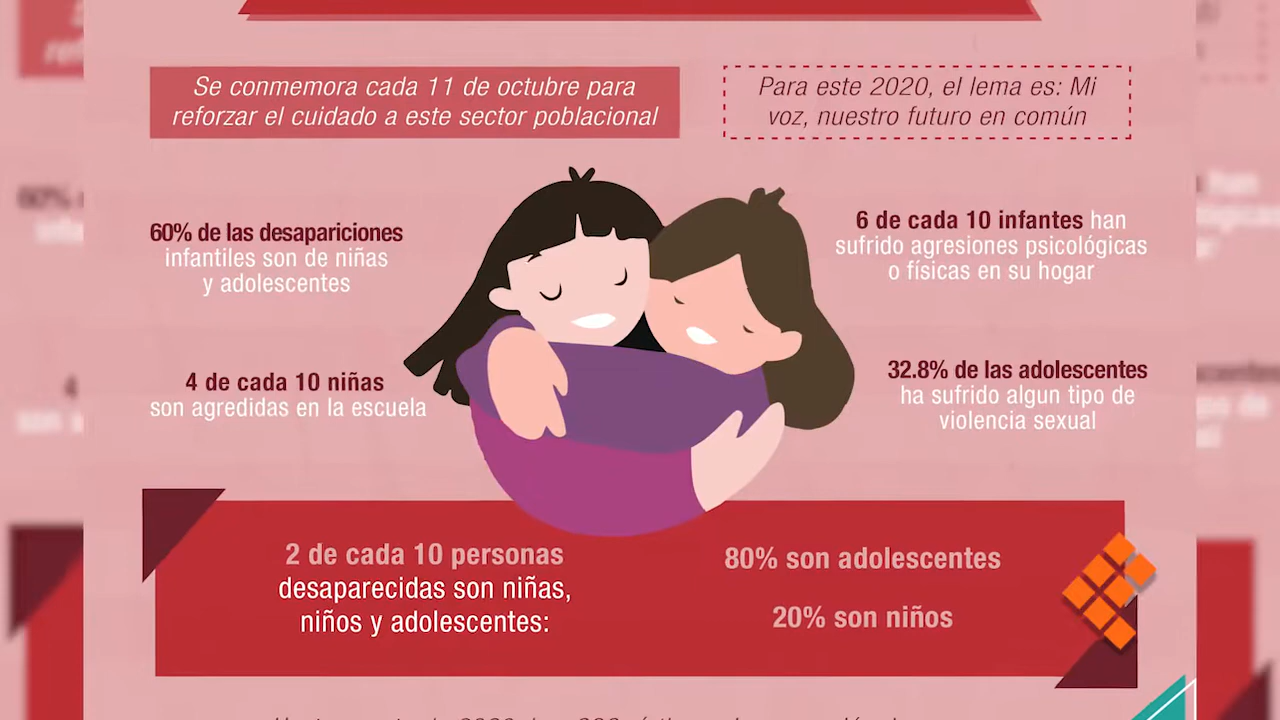 Se conmemora cada 11 de octubre para
reforzar el cuidado a este sector poblacional
Para este 2020, el lema es: Mi
voz, nuestro futuro en común
60% de las desapariciones
infantiles son de niñas
y adolescentes
6 de cada 10 infantes han
sufrido agresiones psicológicas
o físicas en su hogar
4 de cada 10 niñas
son agredidas en la escuela
32.8% de las adolescentes
ha sufrido algun tipo de
violencia sexual
2 de cada 10 personas
desaparecidas son niñas,
niños y adolescentes:
80% son adolescentes
20% son niños